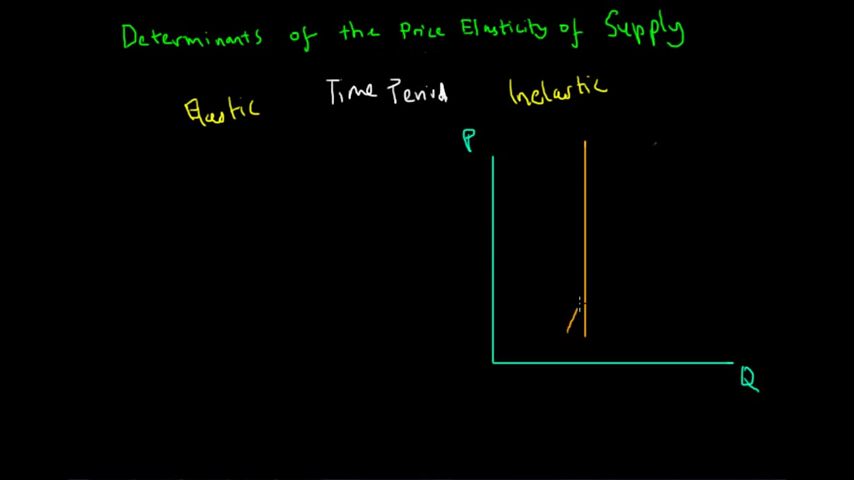 Determinants of the Price Elasticity of Supply
Elastic Time Period Inelastic
P
Q